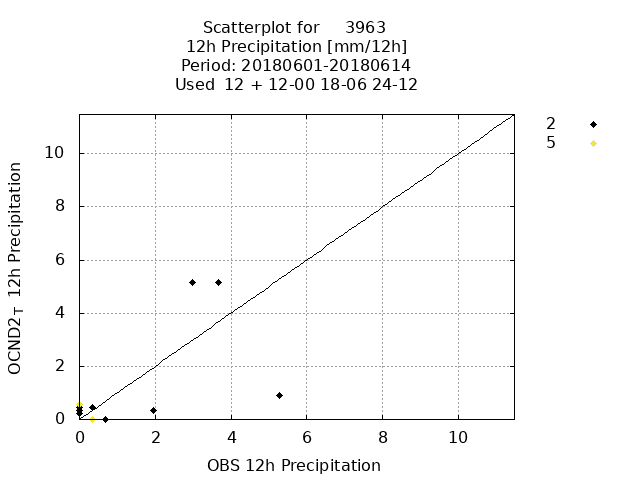 Scatterplot for 3963
12h Precipitation [mm/12h]
Period: 20180601-20180614
Used 12 + 12-00 18-06 24-12
2
5
10
8
6
4
2
0
0 2 4 6 8 10
OCND2T 12h Precipitation
OBS 12h Precipitation